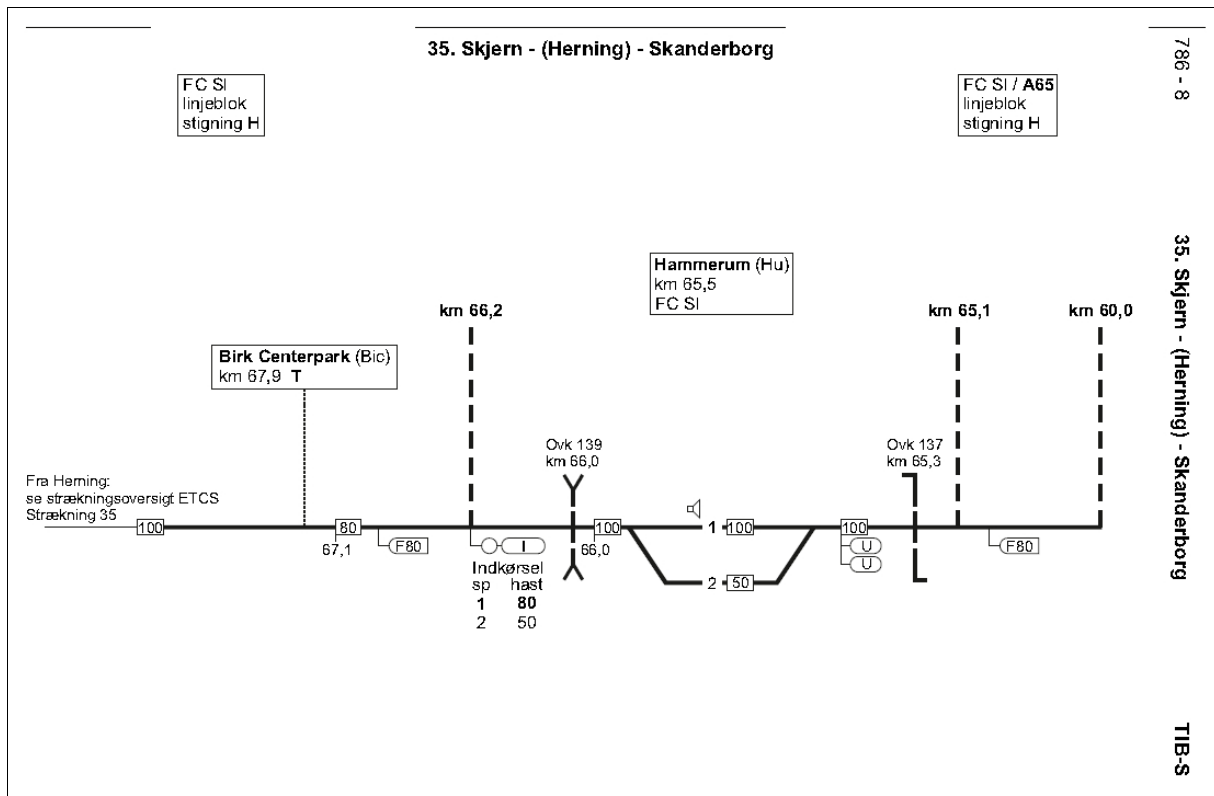 35. Skjern - (Herning) - Skanderborg
786 - 8
FC SI
linjeblok
stigning H
FC SI / A65
linjeblok
stigning H
Hammerum (Hu)
km 65,5
FC SI
km 66,2
km 65,1
km 60,0
Birk Centerpark (Bic)
km 67,9 T
Ovk 139
km 66,0
Ovk 137
km 65,3
Fra Herning:
se strækningsoversigt ETCS
Strækning 35
100
80
100
1
100
100
67,1
F80
I
66,0
U
U
F80
Indkørsel
sp hast
1 80
2 50
2
50
35. Skjern - (Herning) - Skanderborg
TIB-S